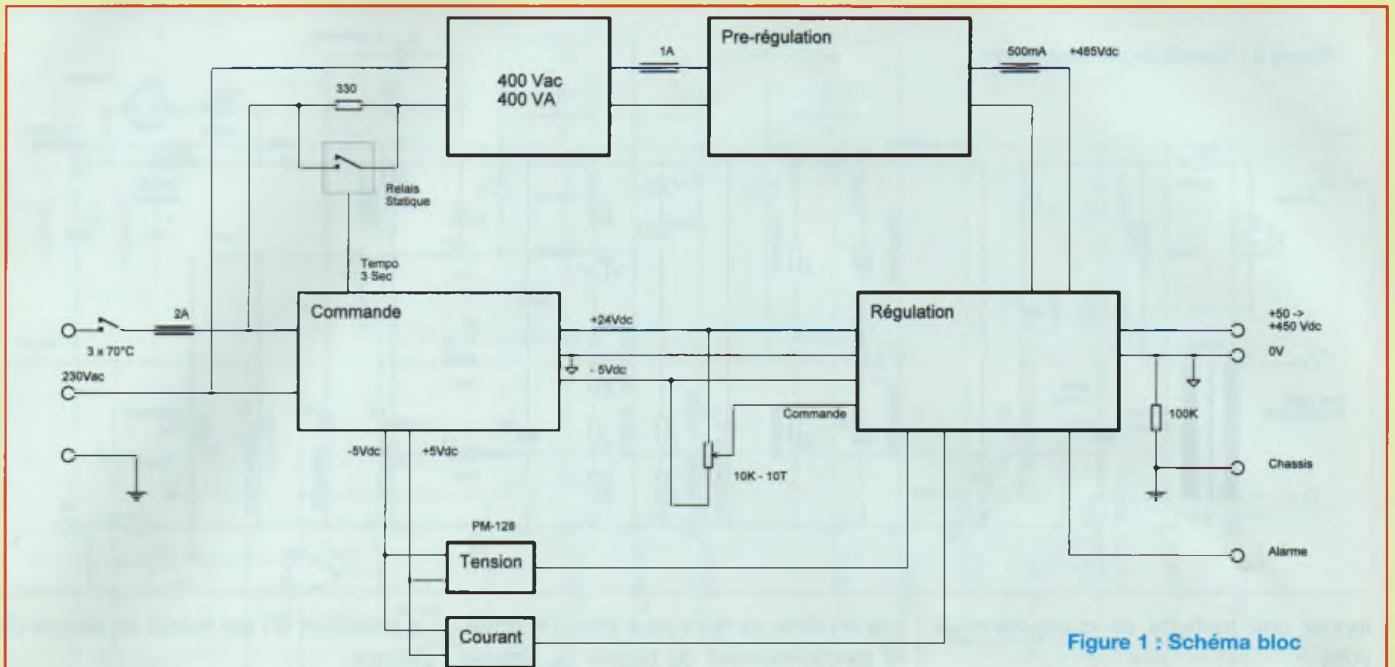 Pre-régulation
400 Vac
400 VA
1A
500mA
+485Vdc
330
Relais
Statique
Tempo
3 Sec
Commande
Régulation
2A
3 x 70°C
230Vac
+24Vdc
- 5Vdc
Commande
10K - 10T
+50 ->
+450 Vdc
0V
100K
Chassis
Alarme
-5Vdc
+5Vdc
PM-128
Tension
Courant
Figure 1 : Schéma bloc